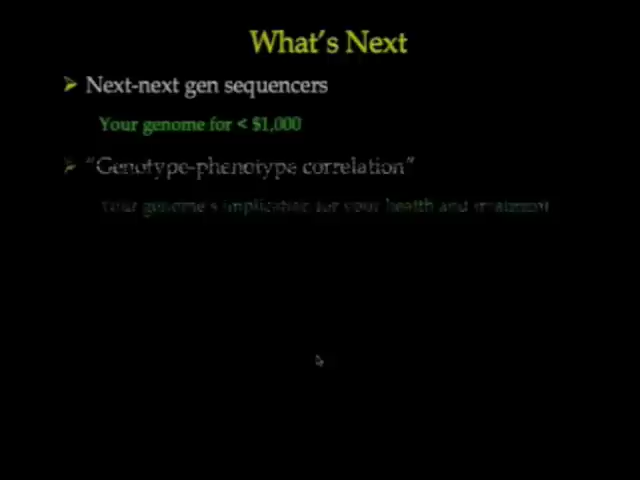 What's Next
Next-next gen sequencers
Your genome for < $1,000
"Genotype-phenotype correlation"
Your genome's implication for your health and treatment